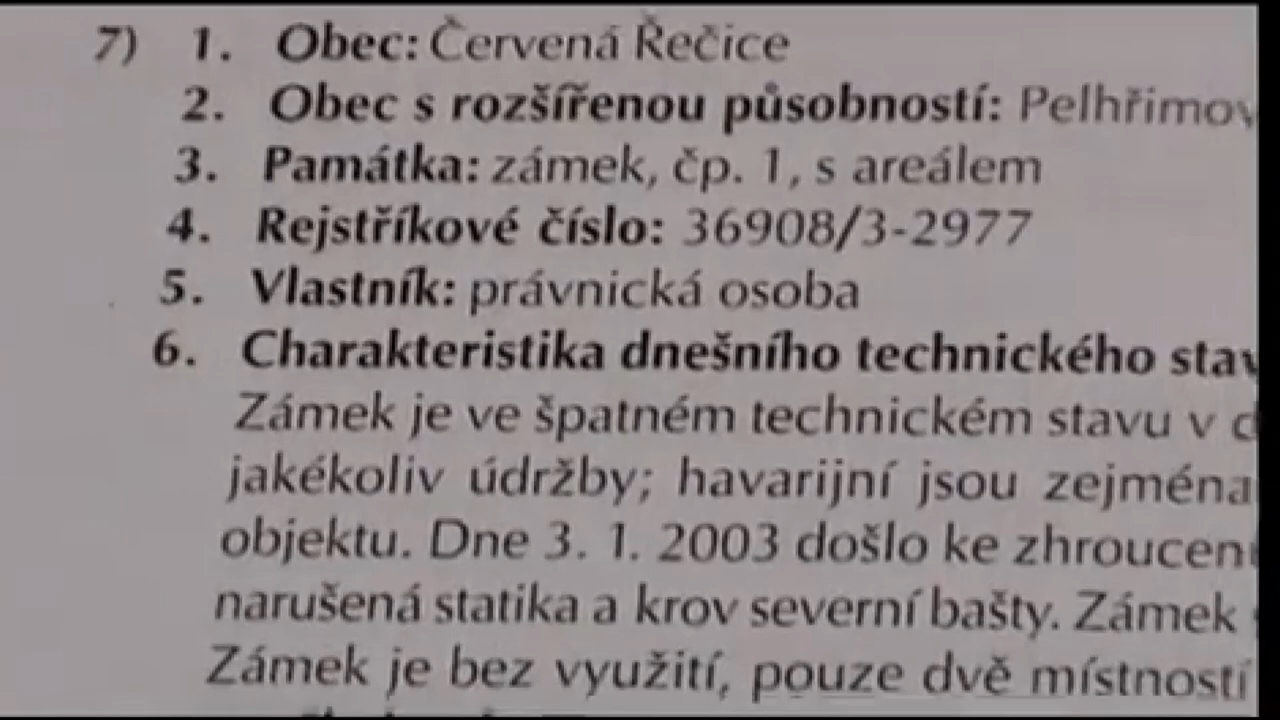 7) 1. Obec: Červená Řečice
2. Obec s rozšířenou působností: Pelhřimov
3. Památka: zámek, čp. 1, s areálem
4. Rejstříkové číslo: 36908/3-2977
5. Vlastník: právnická osoba
6. Charakteristika dnešního technického stav
Zámek je ve špatném technickém stavu v d
jakékoliv údržby; havarijní jsou zejména
objektu. Dne 3. 1. 2003 došlo ke zhroucen
narušená statika a krov severní bašty. Zámek
Zámek je bez využití, pouze dvě místností